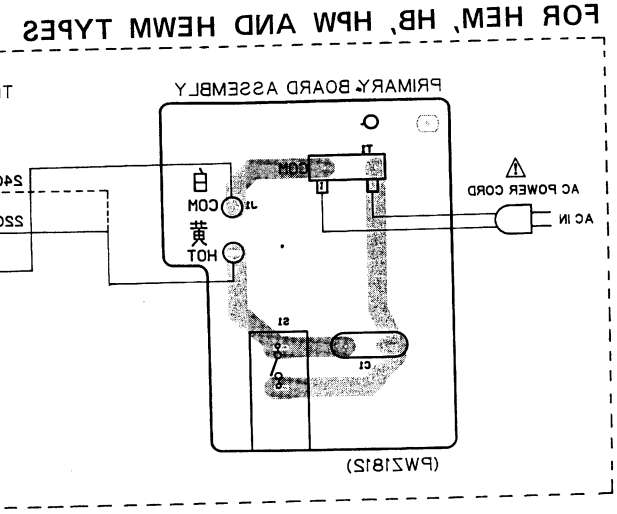 FOR HEM, HB, HPW AND HEWM TYPES
PRIMARY BOARD ASSEMBLY
T1
COM
AC POWER CORD
AC IN
白
COM
J1
黄
HOT
240
220
S1
C1
(PWZ1812)